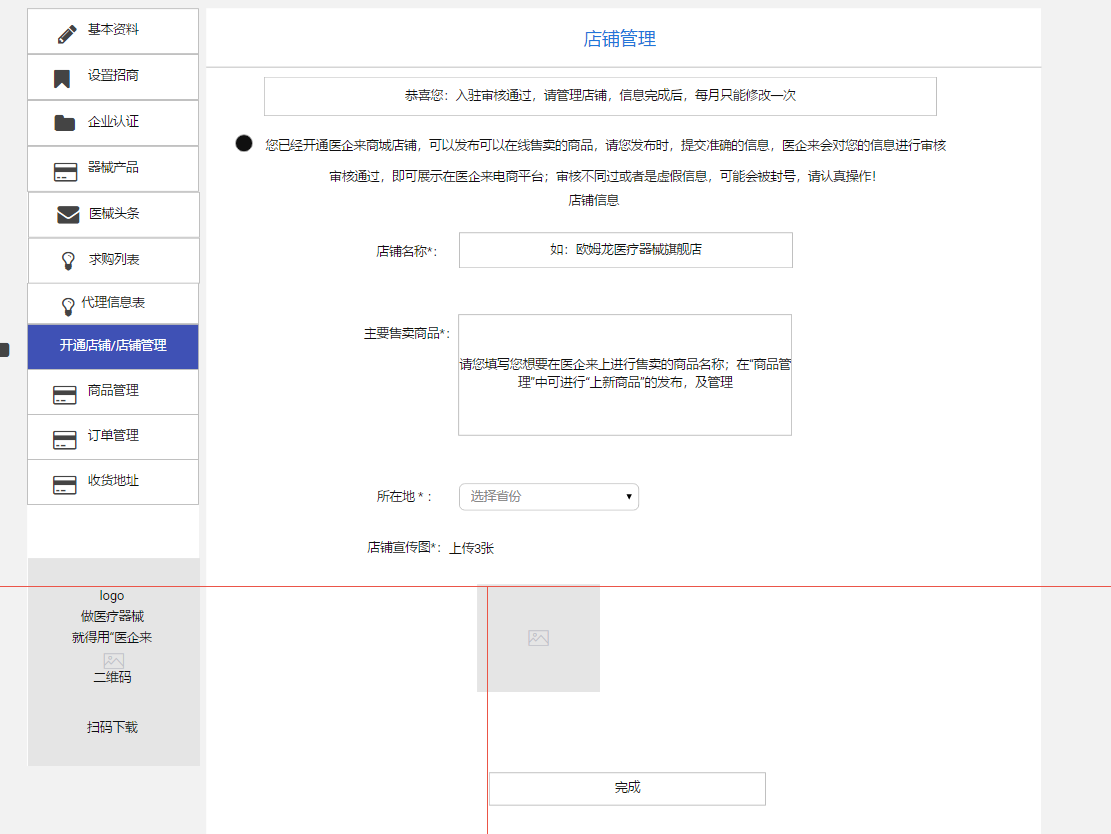 基本资料
设置招商
企业认证
器械产品
医械头条
求购列表
代理信息表
开通店铺/店铺管理
商品管理
订单管理
收货地址
logo
做医疗器械
就得用“医企来
二维码
扫码下载
店铺管理
恭喜您：入驻审核通过，请管理店铺，信息完成后，每月只能修改一次
您已经开通医企来商城店铺，可以发布可以在线售卖的商品，请您发布时，提交准确的信息，医企来会对您的信息进行审核
审核通过，即可展示在医企来电商平台；审核不同过或者是虚假信息，可能会被封号，请认真操作！
店铺信息
店铺名称*： 如：欧姆龙医疗器械旗舰店
主要售卖商品*：
请您填写您想要在医企来上进行售卖的商品名称；在“商品管
理”中可进行“上新商品”的发布，及管理
所在地 *： 选择省份
店铺宣传图*： 上传3张
完成